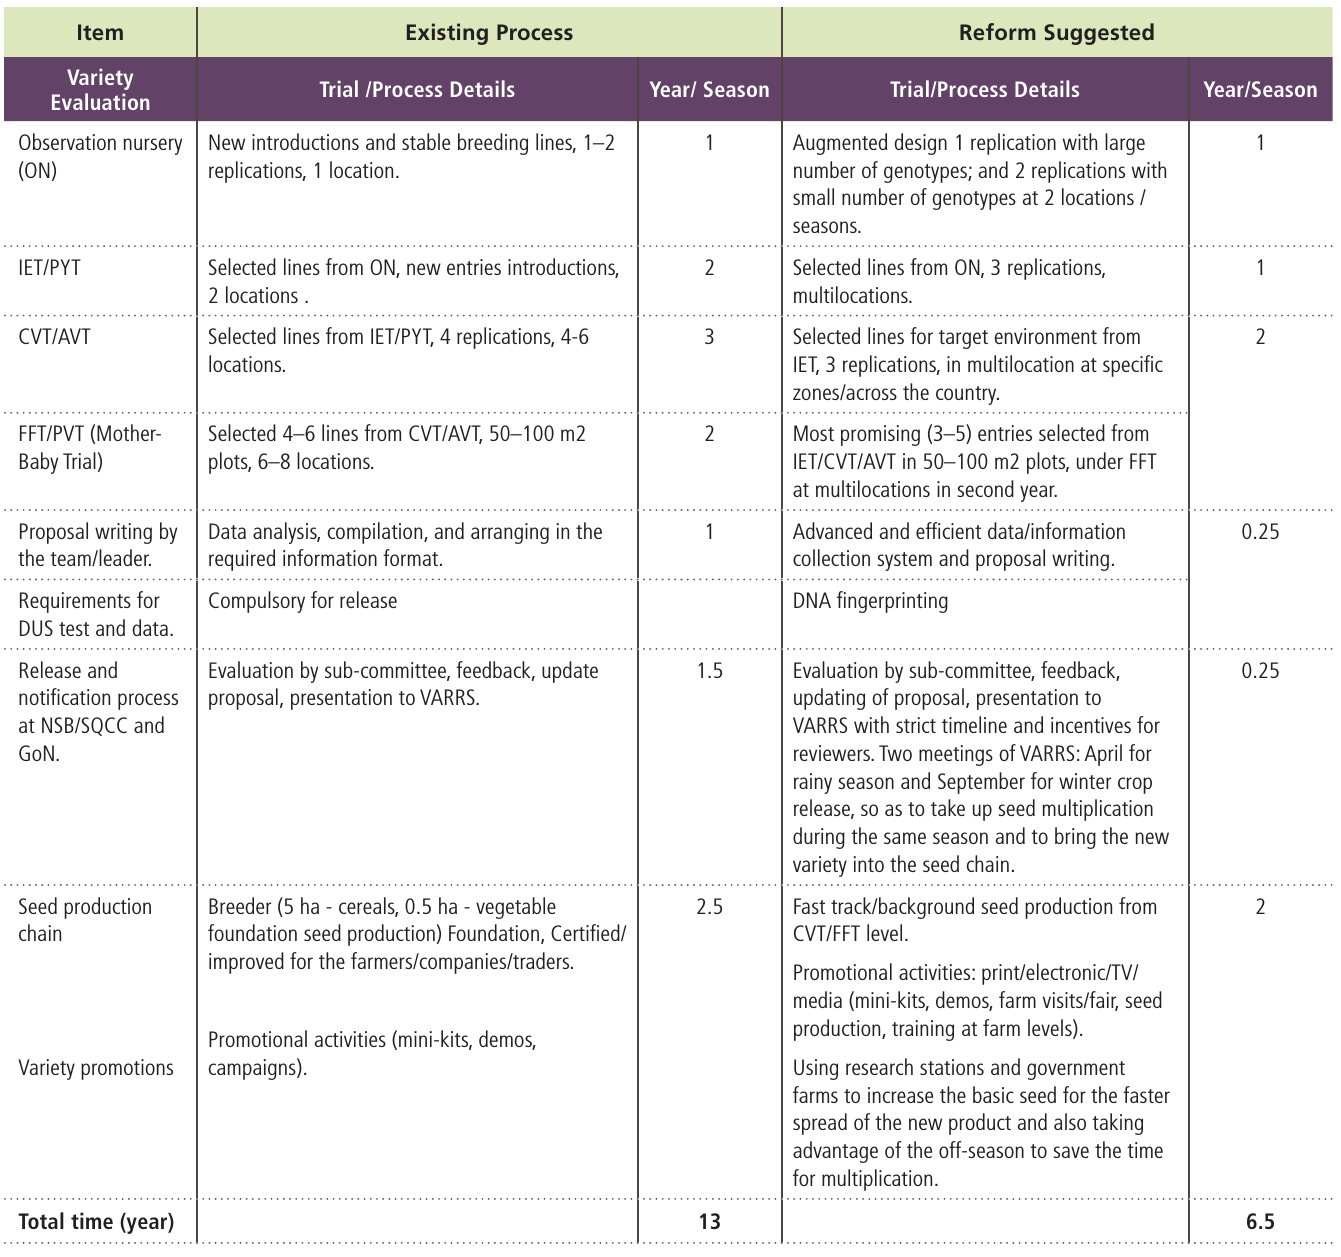 Item Existing Process Reform Suggested
Variety Evaluation Trial /Process Details Year/ Season Trial/Process Details Year/Season
Observation nursery
(ON)
New introductions and stable breeding lines, 1–2
replications, 1 location.
1
Augmented design 1 replication with large
number of genotypes; and 2 replications with
small number of genotypes at 2 locations /
seasons.
1
IET/PYT
Selected lines from ON, new entries introductions,
2 locations .
2
Selected lines from ON, 3 replications,
multilocations.
1
CVT/AVT
Selected lines from IET/PYT, 4 replications, 4-6
locations.
3
Selected lines for target environment from
IET, 3 replications, in multilocation at specific
zones/across the country.
2
FFT/PVT (Mother-
Baby Trial)
Selected 4–6 lines from CVT/AVT, 50–100 m2
plots, 6–8 locations.
2
Most promising (3–5) entries selected from
IET/CVT/AVT in 50–100 m2 plots, under FFT
at multilocations in second year.
Proposal writing by
the team/leader.
Data analysis, compilation, and arranging in the
required information format.
1
Advanced and efficient data/information
collection system and proposal writing.
0.25
Requirements for
DUS test and data.
Compulsory for release
DNA fingerprinting
Release and
notification process
at NSB/SQCC and
GoN.
Evaluation by sub-committee, feedback, update
proposal, presentation to VARRS.
1.5
Evaluation by sub-committee, feedback,
updating of proposal, presentation to
VARRS with strict timeline and incentives for
reviewers. Two meetings of VARRS: April for
rainy season and September for winter crop
release, so as to take up seed multiplication
during the same season and to bring the new
variety into the seed chain.
0.25
Seed production
chain
Breeder (5 ha - cereals, 0.5 ha - vegetable
foundation seed production) Foundation, Certified/
improved for the farmers/companies/traders.
2.5
Fast track/background seed production from
CVT/FFT level.
2
Promotional activities: print/electronic/TV/
media (mini-kits, demos, farm visits/fair, seed
production, training at farm levels).
Variety promotions
Promotional activities (mini-kits, demos,
campaigns).
Using research stations and government
farms to increase the basic seed for the faster
spread of the new product and also taking
advantage of the off-season to save the time
for multiplication.
Total time (year) 13 6.5